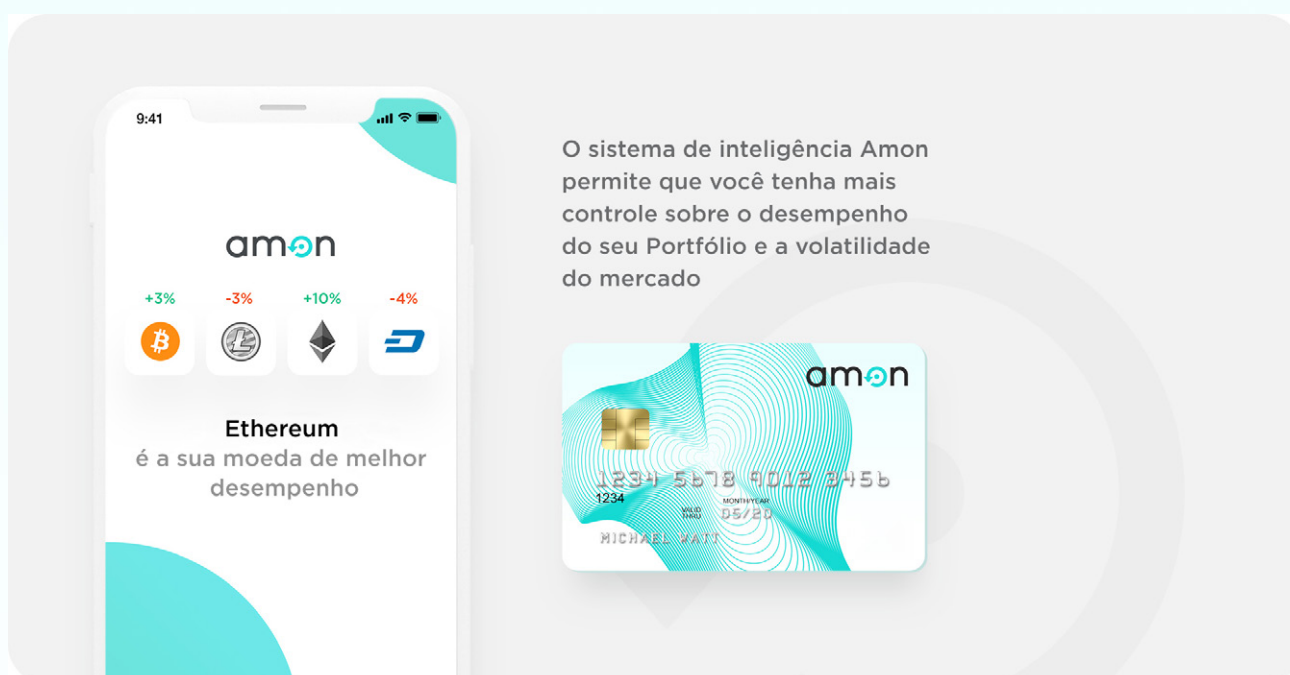 9:41
amon
+3% -3% +10% -4%
Ethereum
é a sua moeda de melhor
desempenho
O sistema de inteligência Amon
permite que você tenha mais
controle sobre o desempenho
do seu Portfólio e a volatilidade
do mercado
amon
1234 5678 9012 3456
1234
MONTH/YEAR
VALID
THRU
05/20
MICHAEL WATT